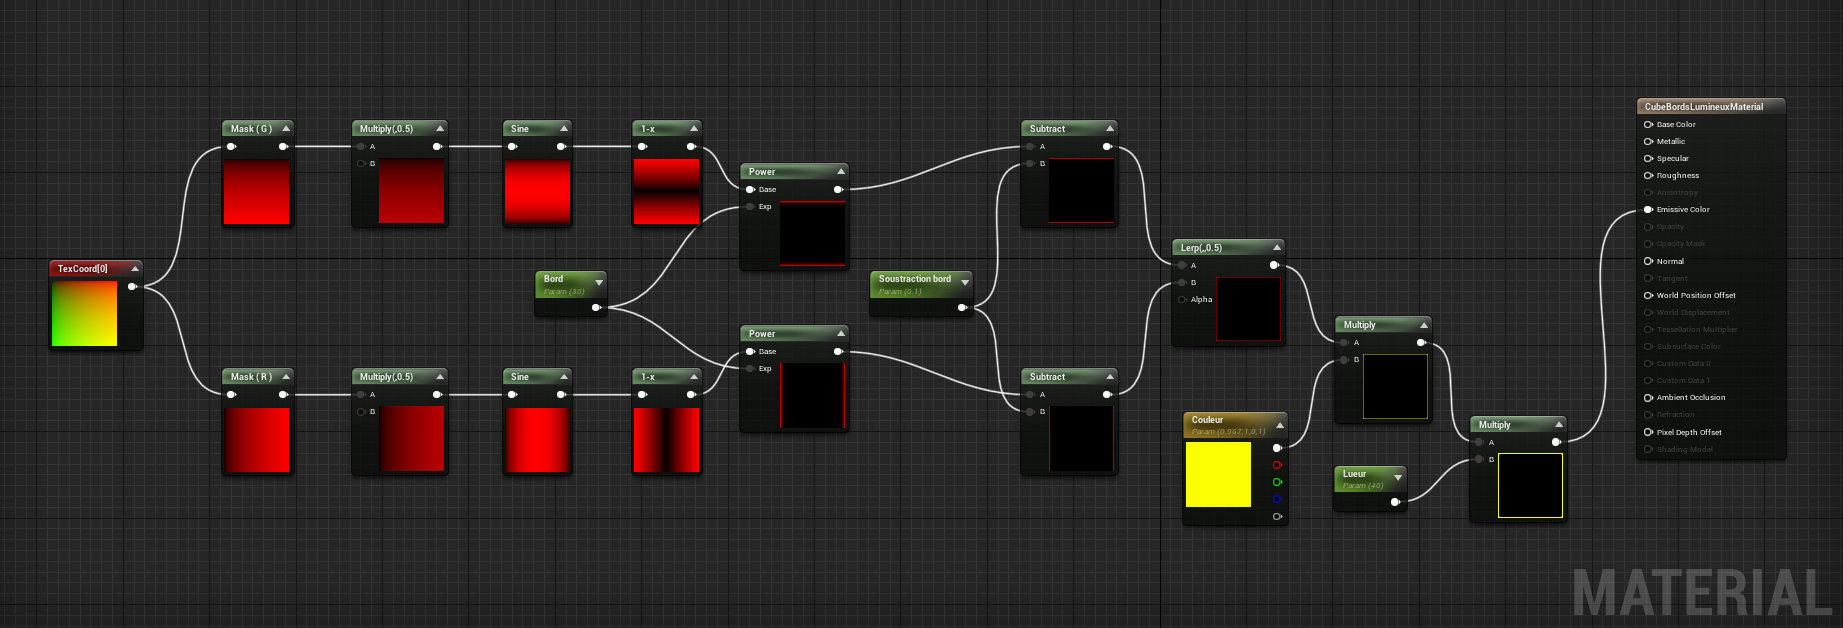 TexCoord[0]
Mask ( G )
Multiply(,0.5)
A
B
Sine
1-x
Power
Base
Exp
Bord
Param (30)
Mask ( R )
Multiply(,0.5)
A
B
Sine
1-x
Power
Base
Exp
Soustraction bord
Param (0.1)
Subtract
A
B
Subtract
A
B
Lerp(,,0.5)
A
B
Alpha
Couleur
Param (0.967,1,0,1)
Multiply
A
B
Lueur
Param (40)
Multiply
A
B
CubeBordsLumineuxMaterial
Base Color
Metallic
Specular
Roughness
Anisotropy
Emissive Color
Opacity
Opacity Mask
Normal
Tangent
World Position Offset
World Displacement
Tessellation Multiplier
Subsurface Color
Custom Data 0
Custom Data 1
Ambient Occlusion
Refraction
Pixel Depth Offset
Shading Model
MATERIAL